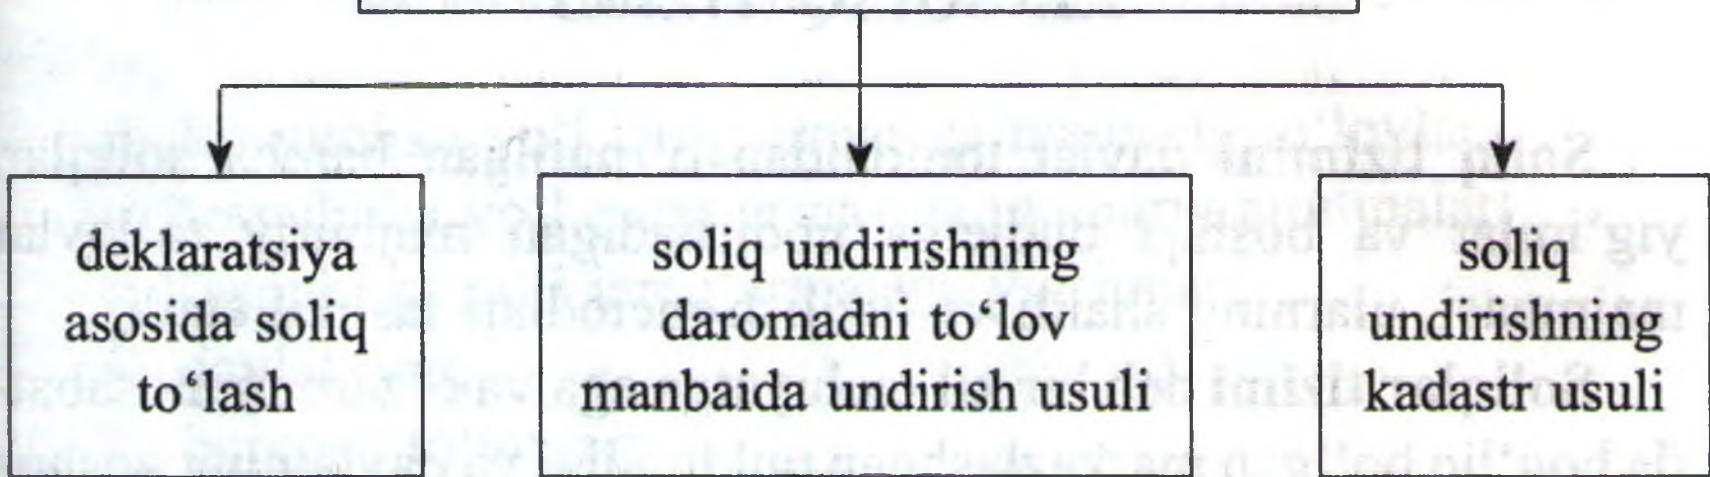 deklaratsiya
asosida soliq
to‘lash
soliq undirishning
daromadni to‘lov
manbaida undirish usuli
soliq
undirishning
kadastr usuli